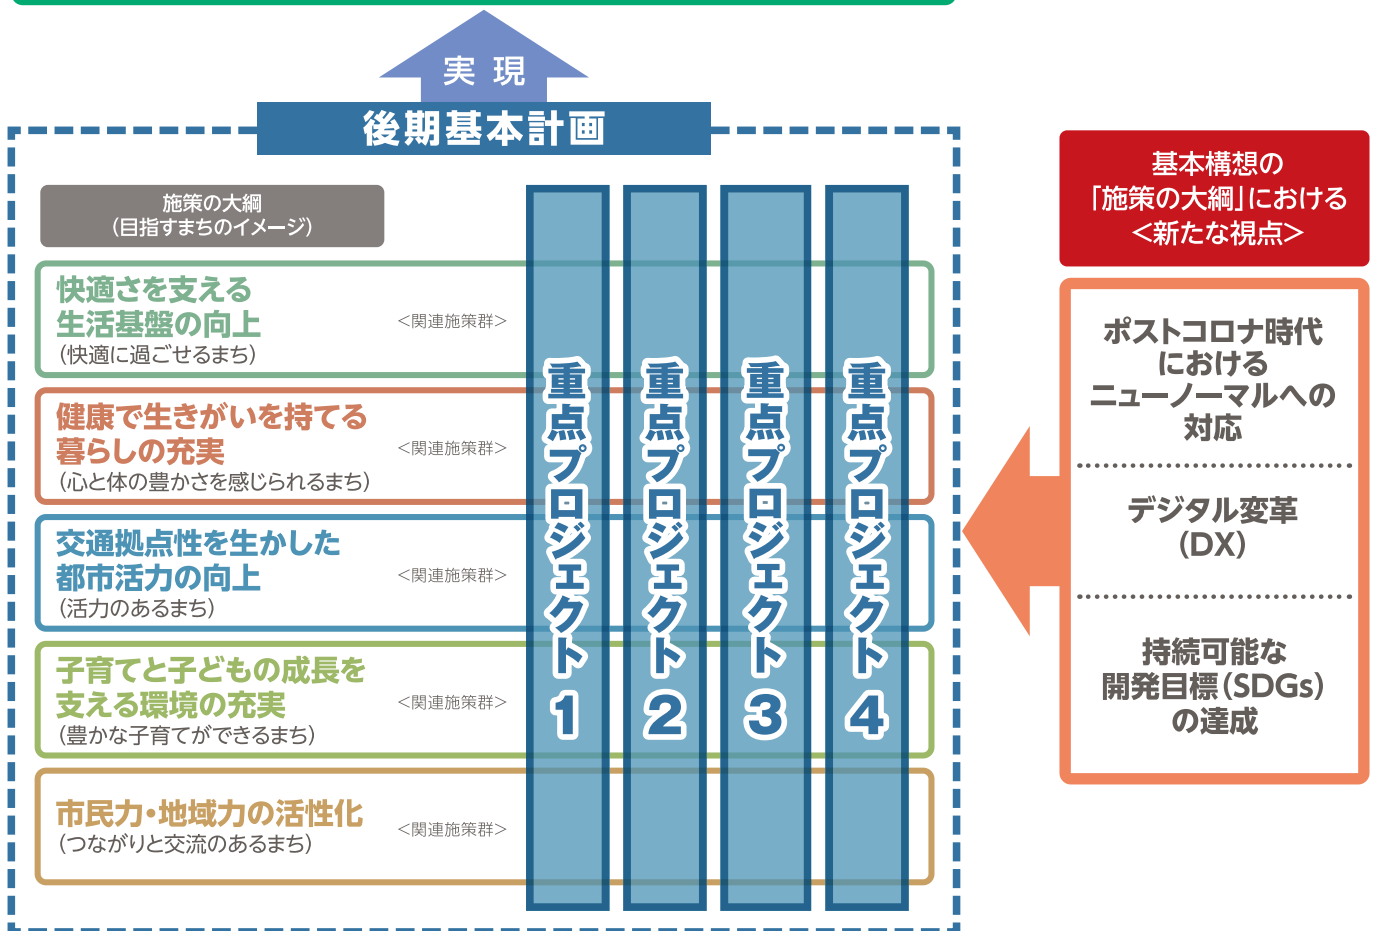 実現
後期基本計画
施策の大綱
（目指すまちのイメージ）
快適さを支える
生活基盤の向上
（快適に過ごせるまち）
＜関連施策群＞
健康で生きがいを持てる
暮らしの充実
（心と体の豊かさを感じられるまち）
＜関連施策群＞
交通拠点性を生かした
都市活力の向上
（活力のあるまち）
＜関連施策群＞
子育てと子どもの成長を
支える環境の充実
（豊かな子育てができるまち）
＜関連施策群＞
市民力・地域力の活性化
（つながりと交流のあるまち）
＜関連施策群＞
重点プロジェクト1
重点プロジェクト2
重点プロジェクト3
重点プロジェクト4
基本構想の
「施策の大綱」における
＜新たな視点＞
ポストコロナ時代
における
ニューノーマルへの
対応
デジタル変革
（DX）
持続可能な
開発目標（SDGs）
の達成